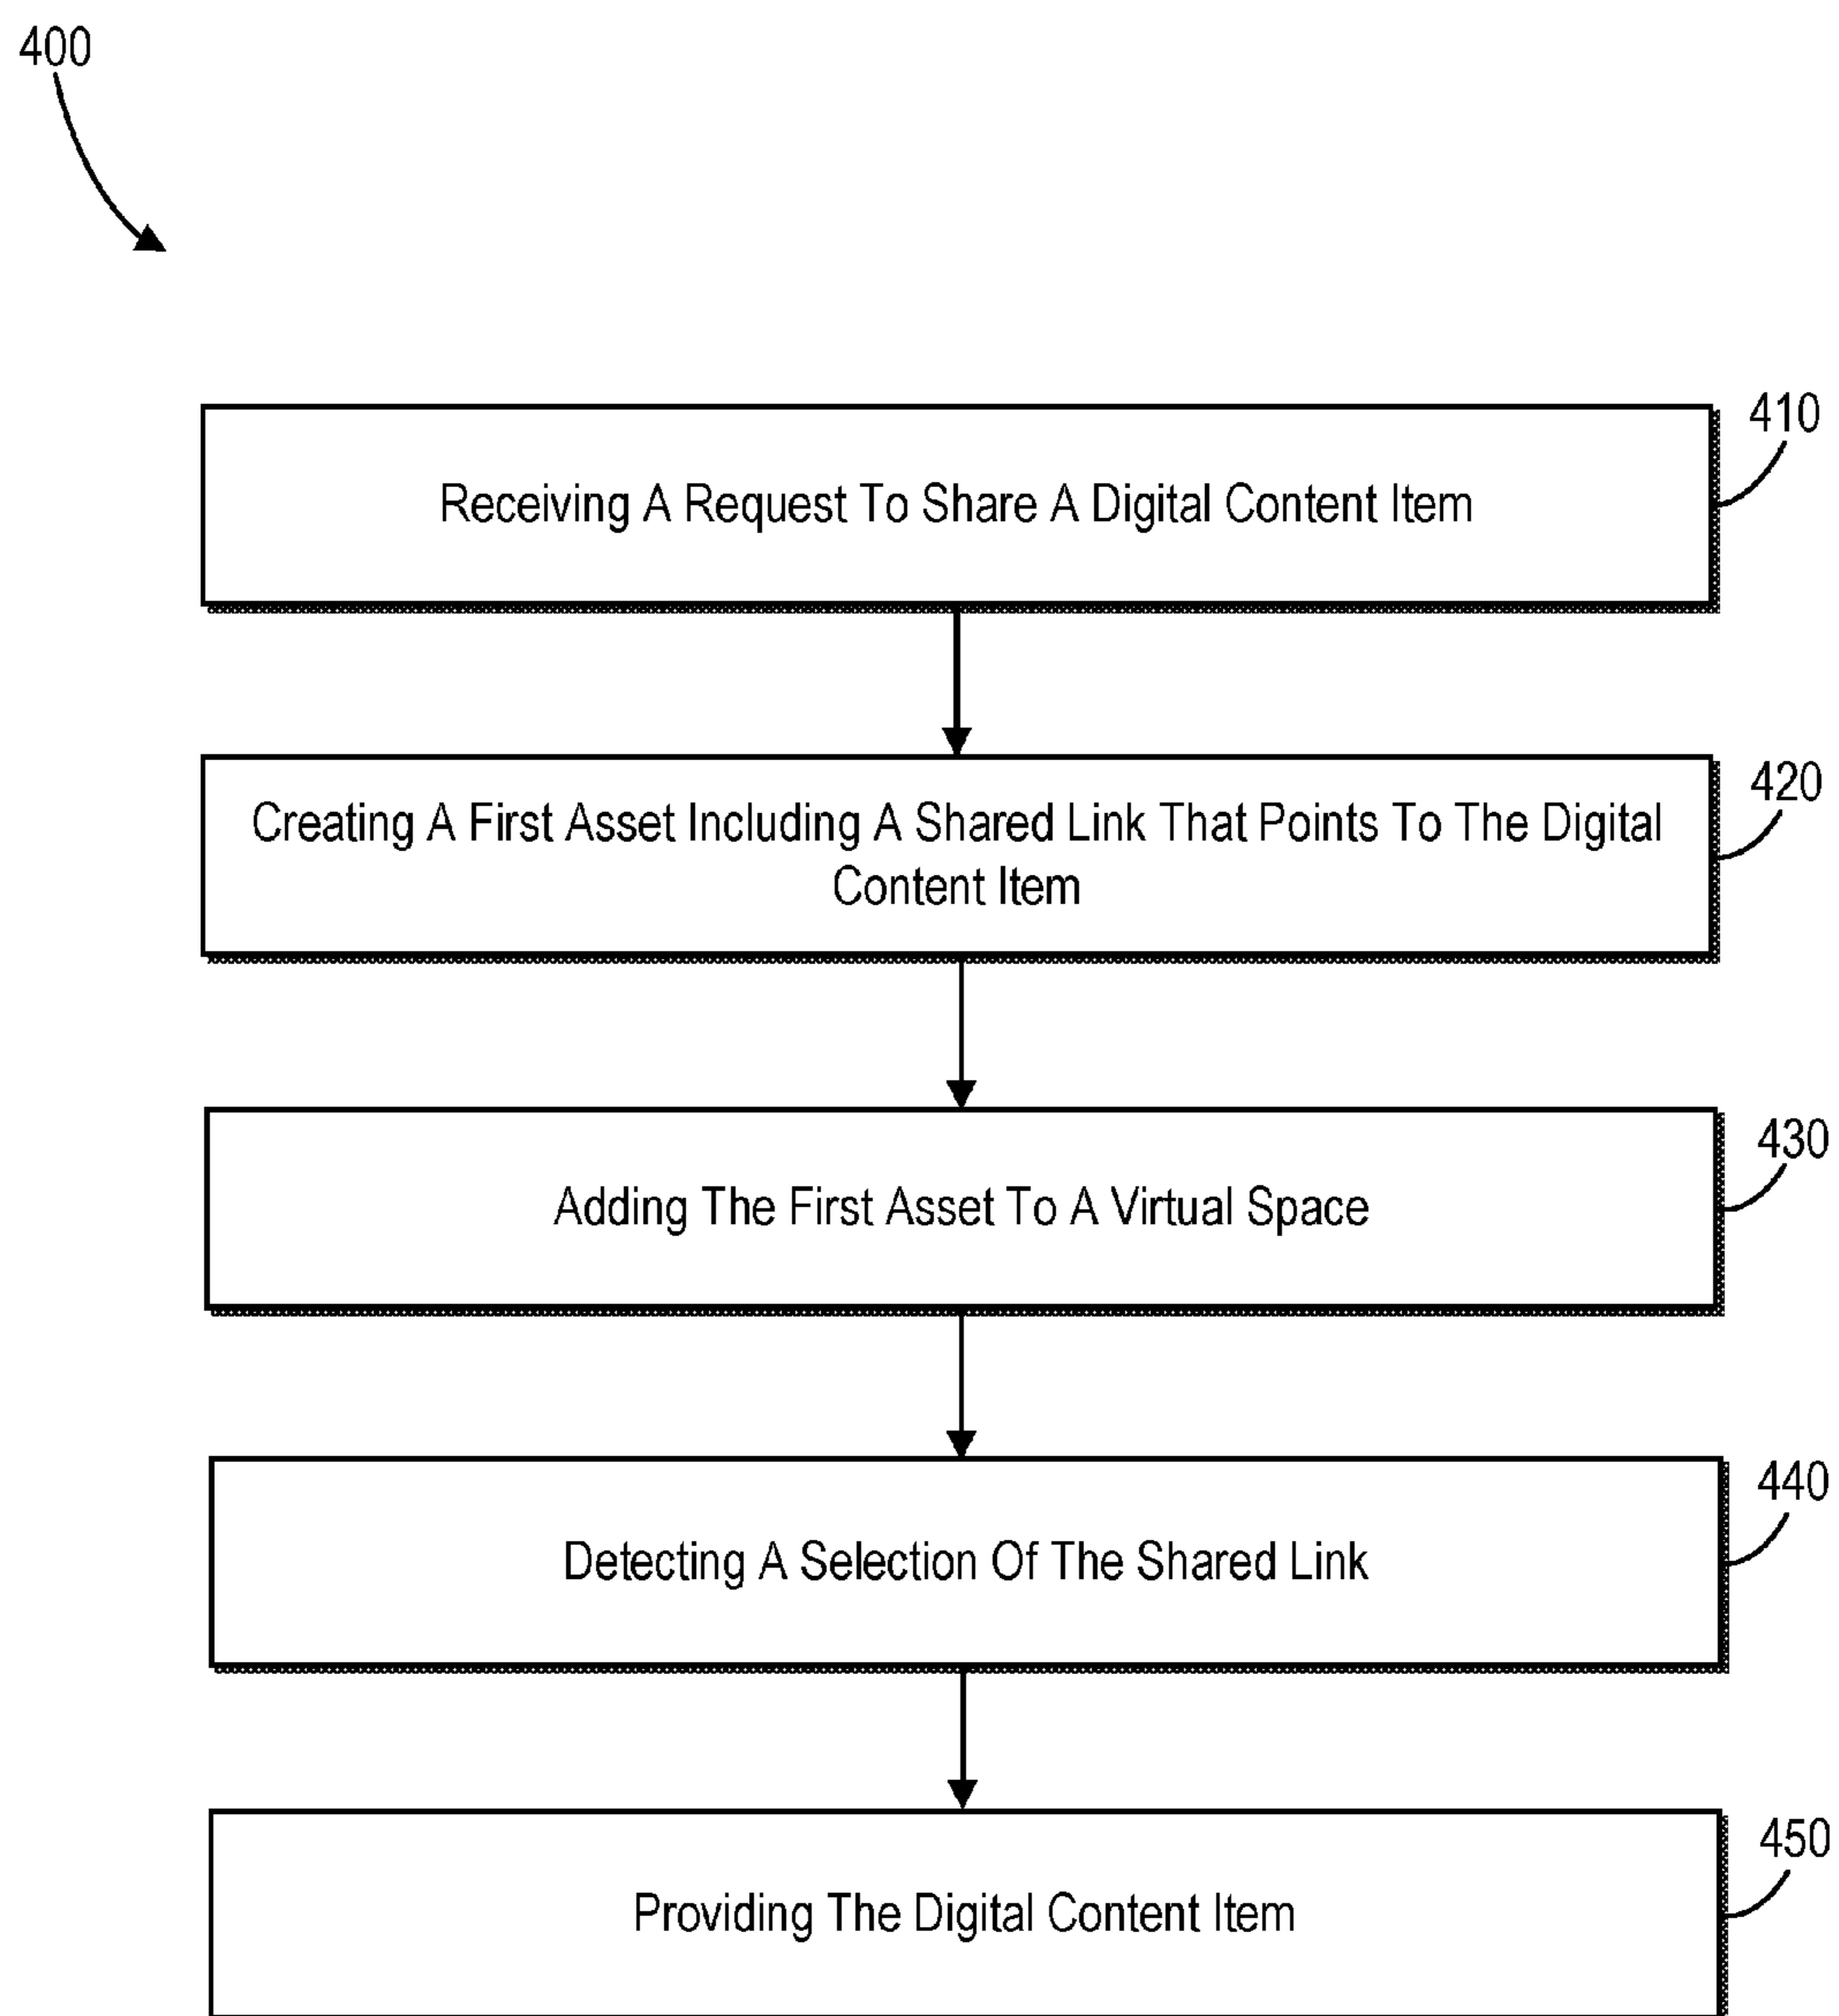 400
410
Receiving A Request To Share A Digital Content Item
420
Creating A First Asset Including A Shared Link That Points To The Digital
Content Item
430
Adding The First Asset To A Virtual Space
440
Detecting A Selection Of The Shared Link
450
Providing The Digital Content Item